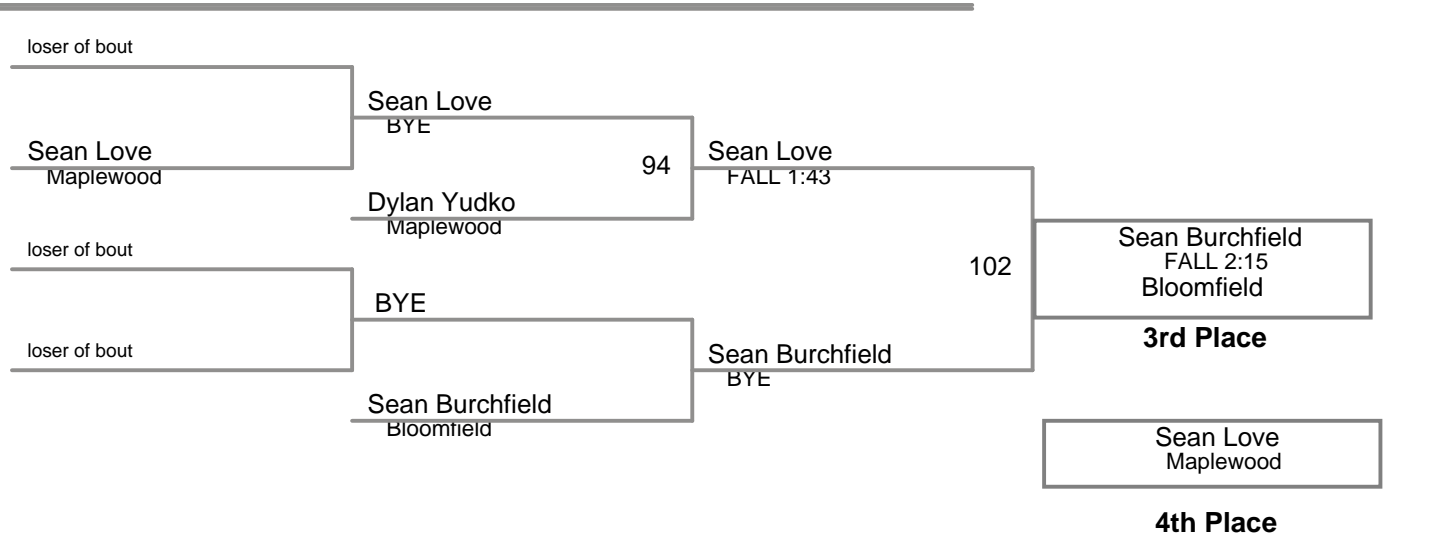 loser of bout
Sean Love
BYE
Sean Love
Maplewood
94
Sean Love
FALL 1:43
Dylan Yudko
Maplewood
Sean Burchfield
FALL 2:15
Bloomfield
3rd Place
loser of bout
102
BYE
loser of bout
Sean Burchfield
BYE
Sean Burchfield
Bloomfield
Sean Love
Maplewood
4th Place